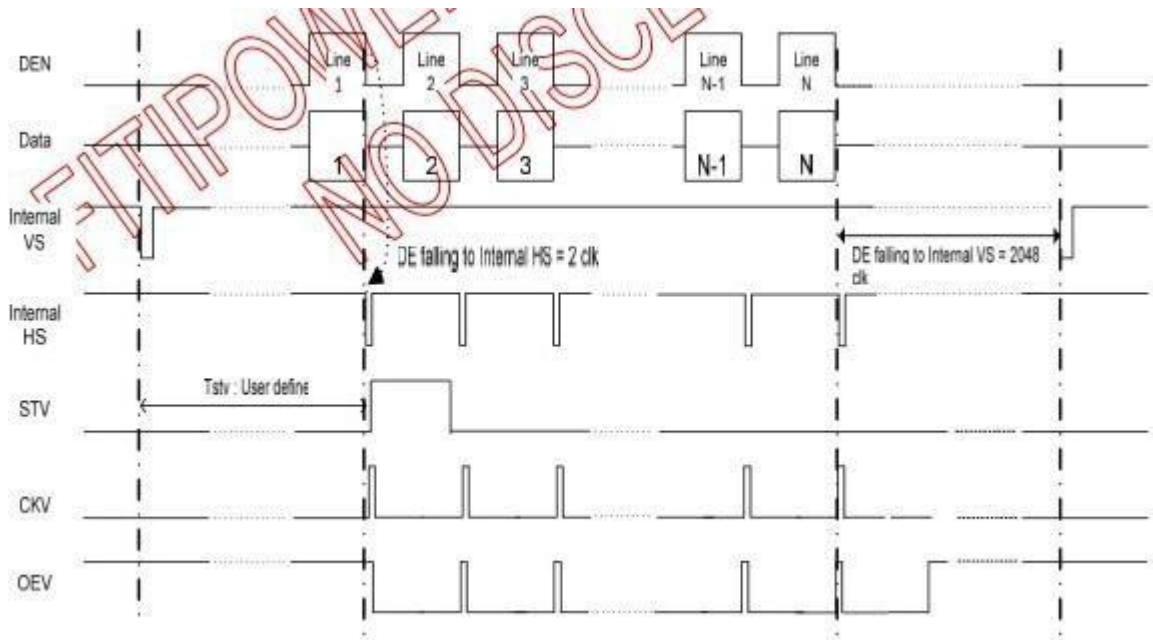 DEN
Line
1
Line
2
Line
3
Line
N-1
Line
N
Data
1
2
3
N-1
N
Internal
VS
DE falling to Internal HS = 2 clk
DE falling to Internal VS = 2048
clk
Internal
HS
Tstv : User define
STV
CKV
OEV
NO DISCL